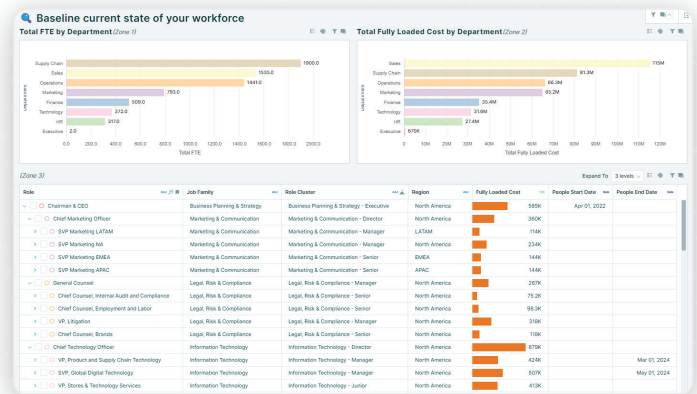 Baseline current state of your workforce
Total FTE by Department (Zone 1)
Supply Chain 1900.0
Sales 1535.0
Operations 1441.0
Marketing 793.0
Finance 509.0
Technology 372.0
HR 317.0
Executive 2.0
0.0 200.0 400.0 600.0 800.0 1000.0 1200.0 1400.0 1600.0 1800.0 2000.0
Total FTE
Total Fully Loaded Cost by Department (Zone 2)
Sales 115M
Supply Chain 81.3M
Operations 66.3M
Marketing 65.2M
Finance 35.4M
Technology 31.6M
HR 27.4M
Executive 670K
0 10M 20M 30M 40M 50M 60M 70M 80M 90M 100M 110M 120M
Total Fully Loaded Cost
(Zone 3)
Expand To 3 levels
Role Job Family Role Cluster Region Fully Loaded Cost People Start Date People End Date
Chairman & CEO Business Planning & Strategy Business Planning & Strategy - Executive North America 585K Apr 01, 2022
Chief Marketing Officer Marketing & Communication Marketing & Communication - Director North America 360K
SVP Marketing LATAM Marketing & Communication Marketing & Communication - Manager LATAM 114K
SVP Marketing NA Marketing & Communication Marketing & Communication - Manager North America 234K
SVP Marketing EMEA Marketing & Communication Marketing & Communication - Senior EMEA 144K
SVP Marketing APAC Marketing & Communication Marketing & Communication - Senior APAC 144K
General Counsel Legal, Risk & Compliance Legal, Risk & Compliance - Manager North America 267K
Chief Counsel, Internal Audit and Compliance Legal, Risk & Compliance Legal, Risk & Compliance - Senior North America 75.2K
Chief Counsel, Employment and Labor Legal, Risk & Compliance Legal, Risk & Compliance - Senior North America 96.3K
VP, Litigation Legal, Risk & Compliance Legal, Risk & Compliance - Manager North America 318K
Chief Counsel, Brands Legal, Risk & Compliance Legal, Risk & Compliance - Senior North America 118K
Chief Technology Officer Information Technology Information Technology - Director North America 879K
VP, Product and Supply Chain Technology Information Technology Information Technology - Manager North America 424K Mar 01, 2024
SVP, Global Digital Technology Information Technology Information Technology - Manager North America 507K May 01, 2024
VP, Stores & Technology Services Information Technology Information Technology - Junior North America 413K